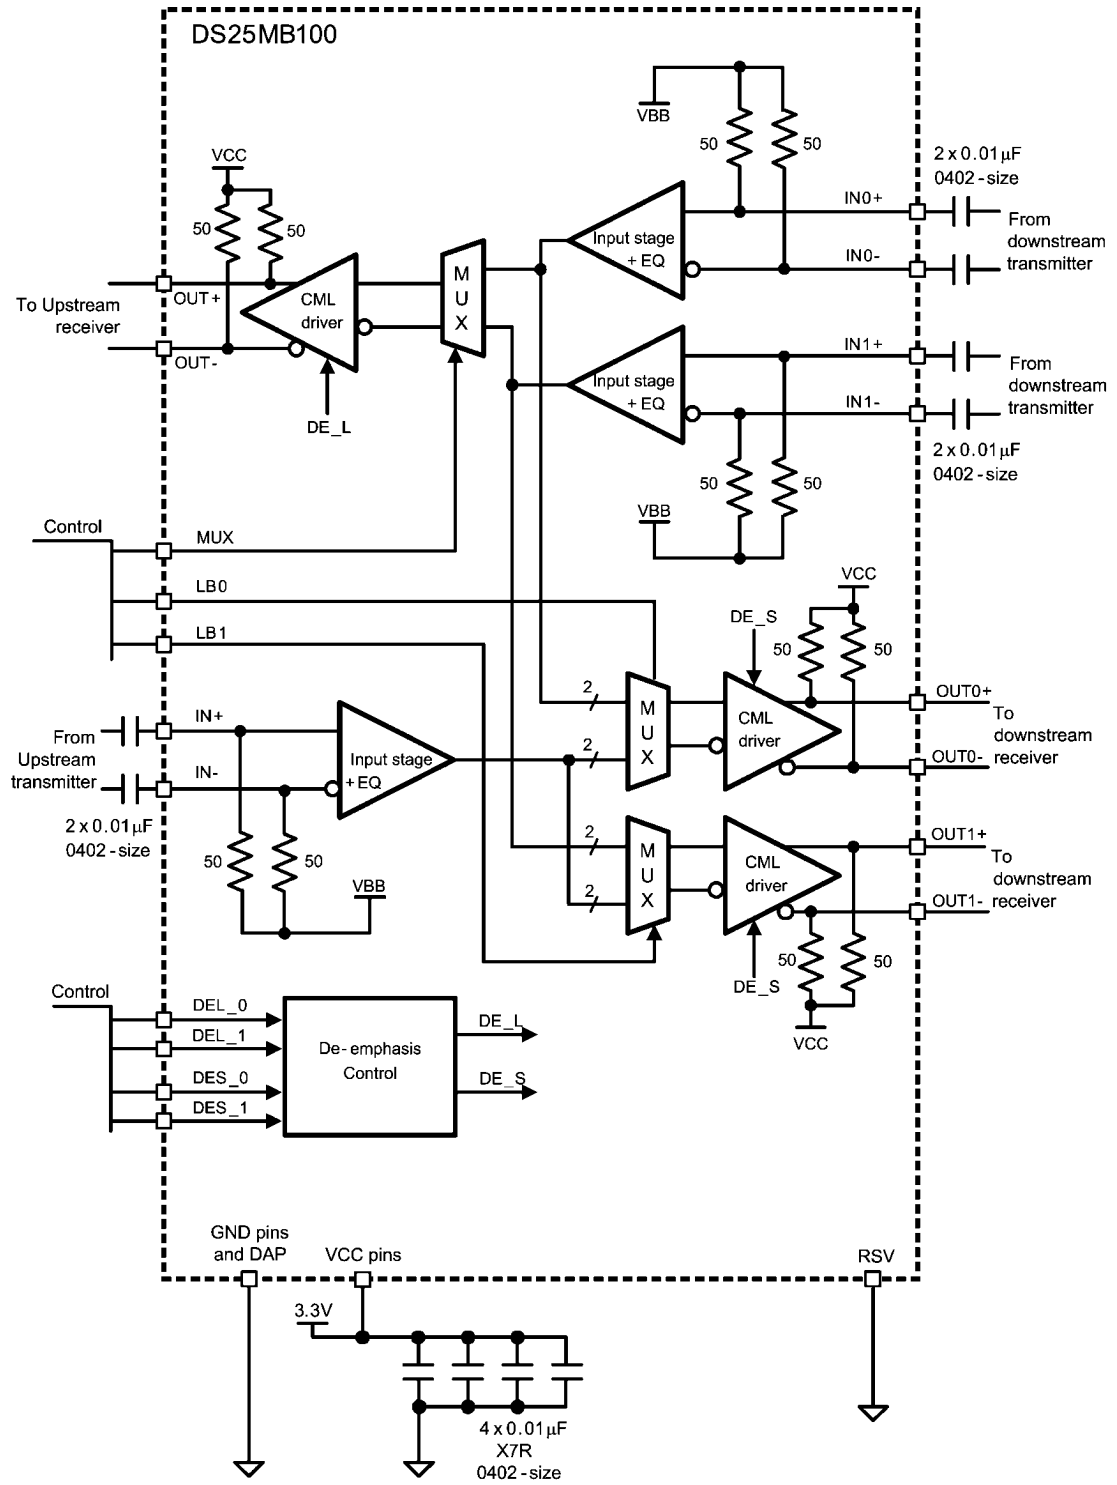 DS25MB100
VBB
50
50
2 x 0.01µF
0402-size
IN0+
IN0-
From
downstream
transmitter
Input stage
+ EQ
VCC
50
50
OUT+
OUT-
To Upstream
receiver
CML
driver
DE_L
M
U
X
IN1+
IN1-
From
downstream
transmitter
Input stage
+ EQ
2 x 0.01µF
0402-size
50
50
VBB
Control
MUX
LB0
LB1
VCC
DE_S
50
50
2
2
M
U
X
CML
driver
OUT0+
OUT0-
To
downstream
receiver
IN+
IN-
From
Upstream
transmitter
2 x 0.01µF
0402-size
Input stage
+ EQ
50
50
VBB
2
2
M
U
X
CML
driver
OUT1+
OUT1-
To
downstream
receiver
DE_S
50
50
VCC
Control
DEL_0
DEL_1
DES_0
DES_1
De-emphasis
Control
DE_L
DE_S
GND pins
and DAP
VCC pins
RSV
3.3V
4 x 0.01µF
X7R
0402-size